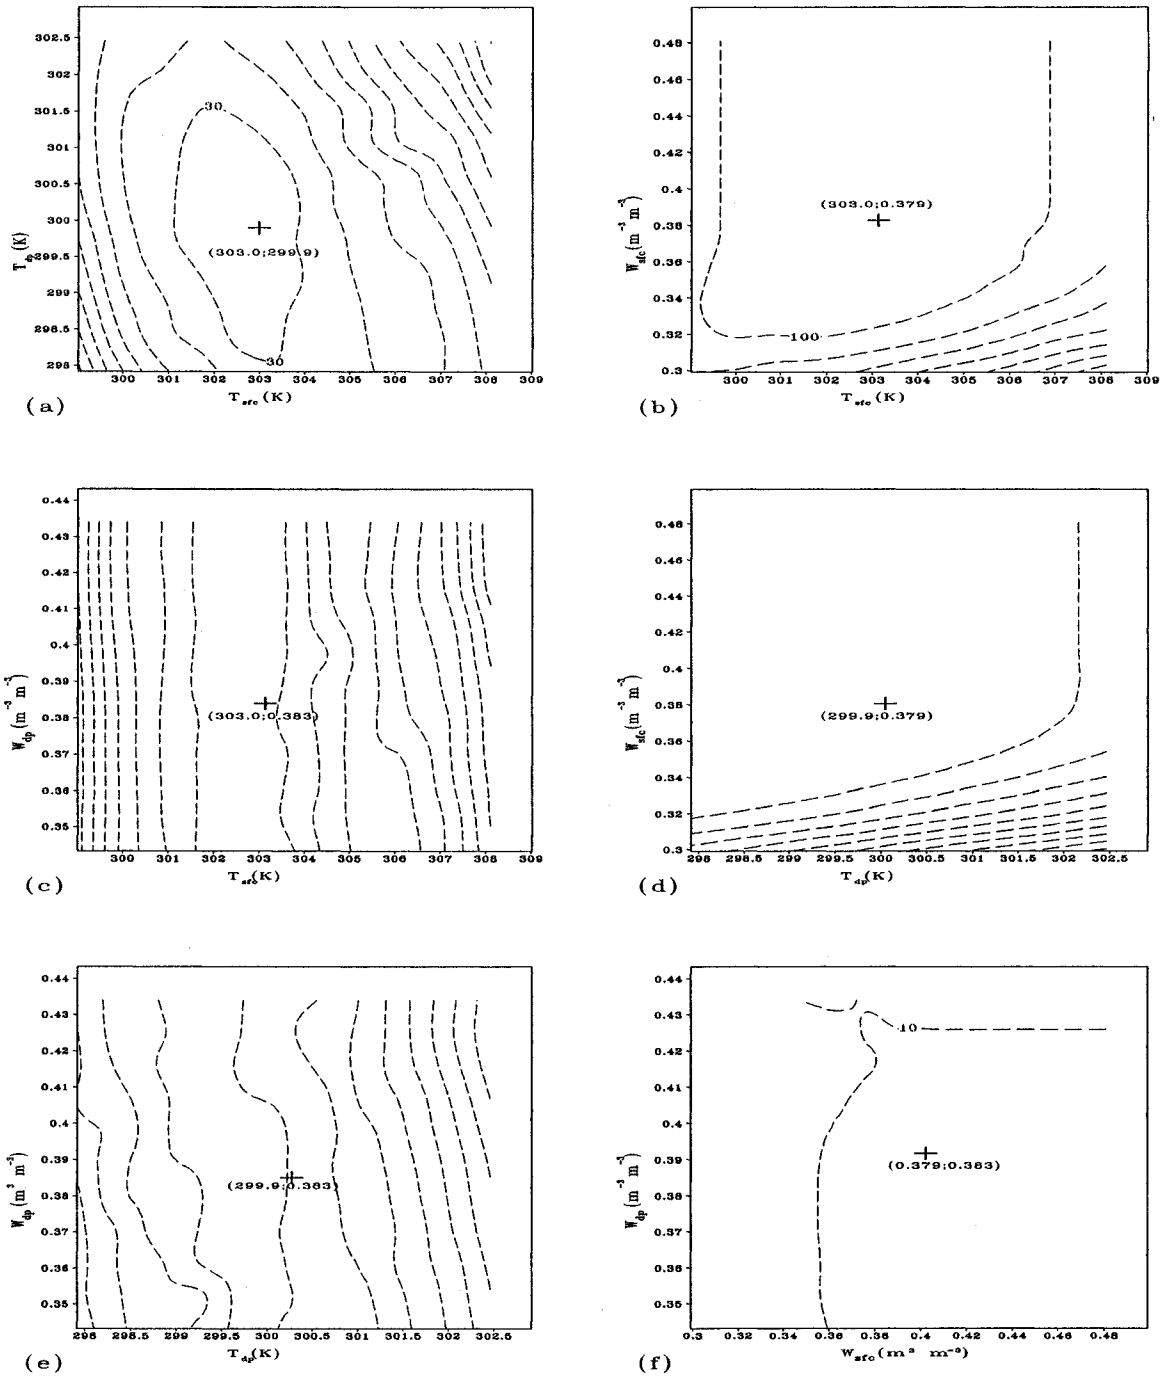 302.5
302
301.5
301
300.5
300
299.5
299
298.5
298
T_dp (K)
30
(303.0;299.9)
30
300 301 302 303 304 305 306 307 308 309
T_sfc (K)
(a)
0.48
0.46
0.44
0.42
0.4
0.38
0.36
0.34
0.32
0.3
W_sfc (m⁻³ m⁻³)
(303.0;0.379)
100
300 301 302 303 304 305 306 307 308 309
T_sfc (K)
(b)
0.44
0.43
0.42
0.41
0.4
0.39
0.38
0.37
0.36
0.35
W_dp (m⁻³ m⁻³)
(303.0;0.383)
300 301 302 303 304 305 306 307 308 309
T_sfc (K)
(c)
0.48
0.46
0.44
0.42
0.4
0.38
0.36
0.34
0.32
0.3
W_sfc (m⁻³ m⁻³)
(299.9;0.379)
298 298.5 299 299.5 300 300.5 301 301.5 302 302.5
T_dp (K)
(d)
0.44
0.43
0.42
0.41
0.4
0.39
0.38
0.37
0.36
0.35
W_dp (m³ m⁻³)
(299.9;0.383)
298 298.5 299 299.5 300 300.5 301 301.5 302 302.5
T_dp (K)
(e)
0.44
0.43
0.42
0.41
0.4
0.39
0.38
0.37
0.36
0.35
W_dp (m⁻³ m⁻³)
10
(0.379;0.383)
0.3 0.32 0.34 0.36 0.38 0.4 0.42 0.44 0.46 0.48
W_sfc (m³ m⁻³)
(f)